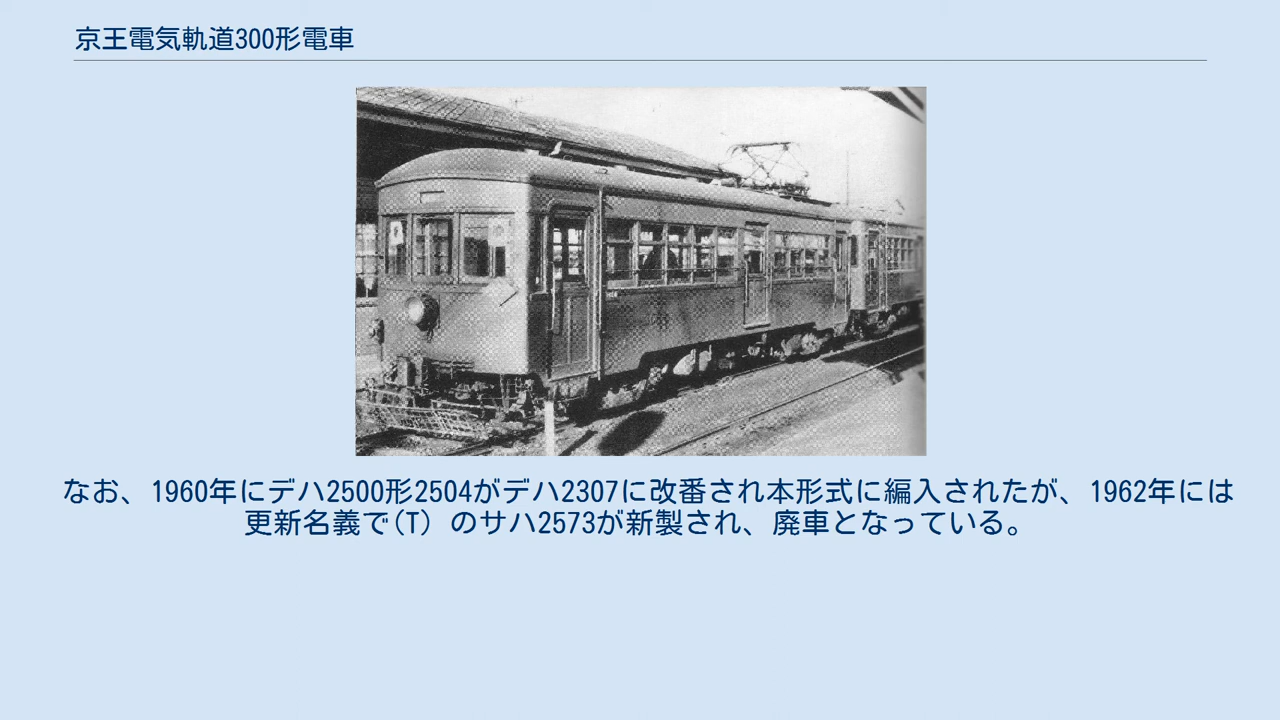 京王電気軌道300形電車
なお、1960年にデハ2500形2504がデハ2307に改番され本形式に編入されたが、1962年には
更新名義で(T) のサハ2573が新製され、廃車となっている。